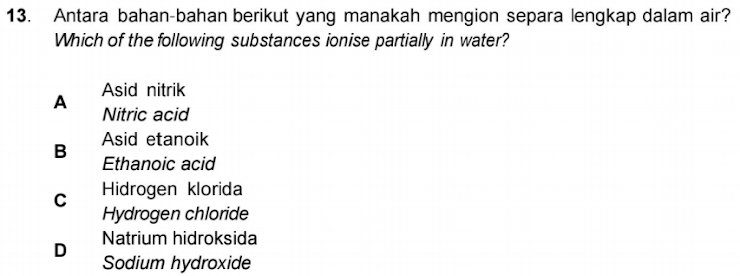 13. Antara bahan-bahan berikut yang manakah mengion separa lengkap dalam air?
Which of the following substances ionise partially in water?
A
Asid nitrik
Nitric acid
B
Asid etanoik
Ethanoic acid
C
Hidrogen klorida
Hydrogen chloride
D
Natrium hidroksida
Sodium hydroxide